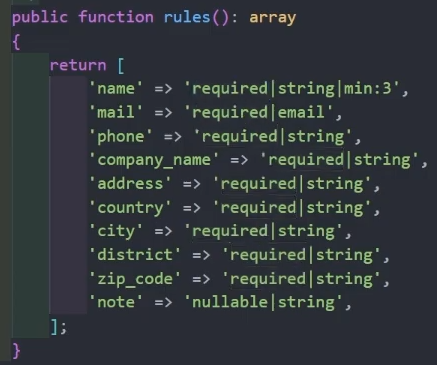 public function rules(): array
{
return [
'name' => 'required|string|min:3',
'mail' => 'required|email',
'phone' => 'required|string',
'company_name' => 'required|string',
'address' => 'required|string',
'country' => 'required|string',
'city' => 'required|string',
'district' => 'required|string',
'zip_code' => 'required|string',
'note' => 'nullable|string',
];
}